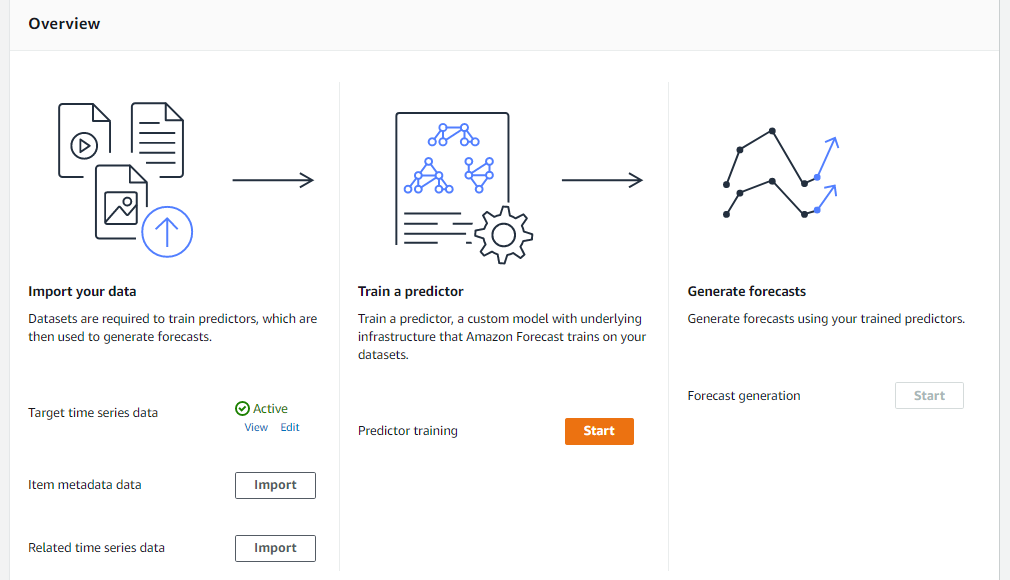 Overview
Import your data
Datasets are required to train predictors, which are
then used to generate forecasts.
Target time series data
Active
View Edit
Item metadata data
Import
Related time series data
Import
Train a predictor
Train a predictor, a custom model with underlying
infrastructure that Amazon Forecast trains on your
datasets.
Predictor training
Start
Generate forecasts
Generate forecasts using your trained predictors.
Forecast generation
Start